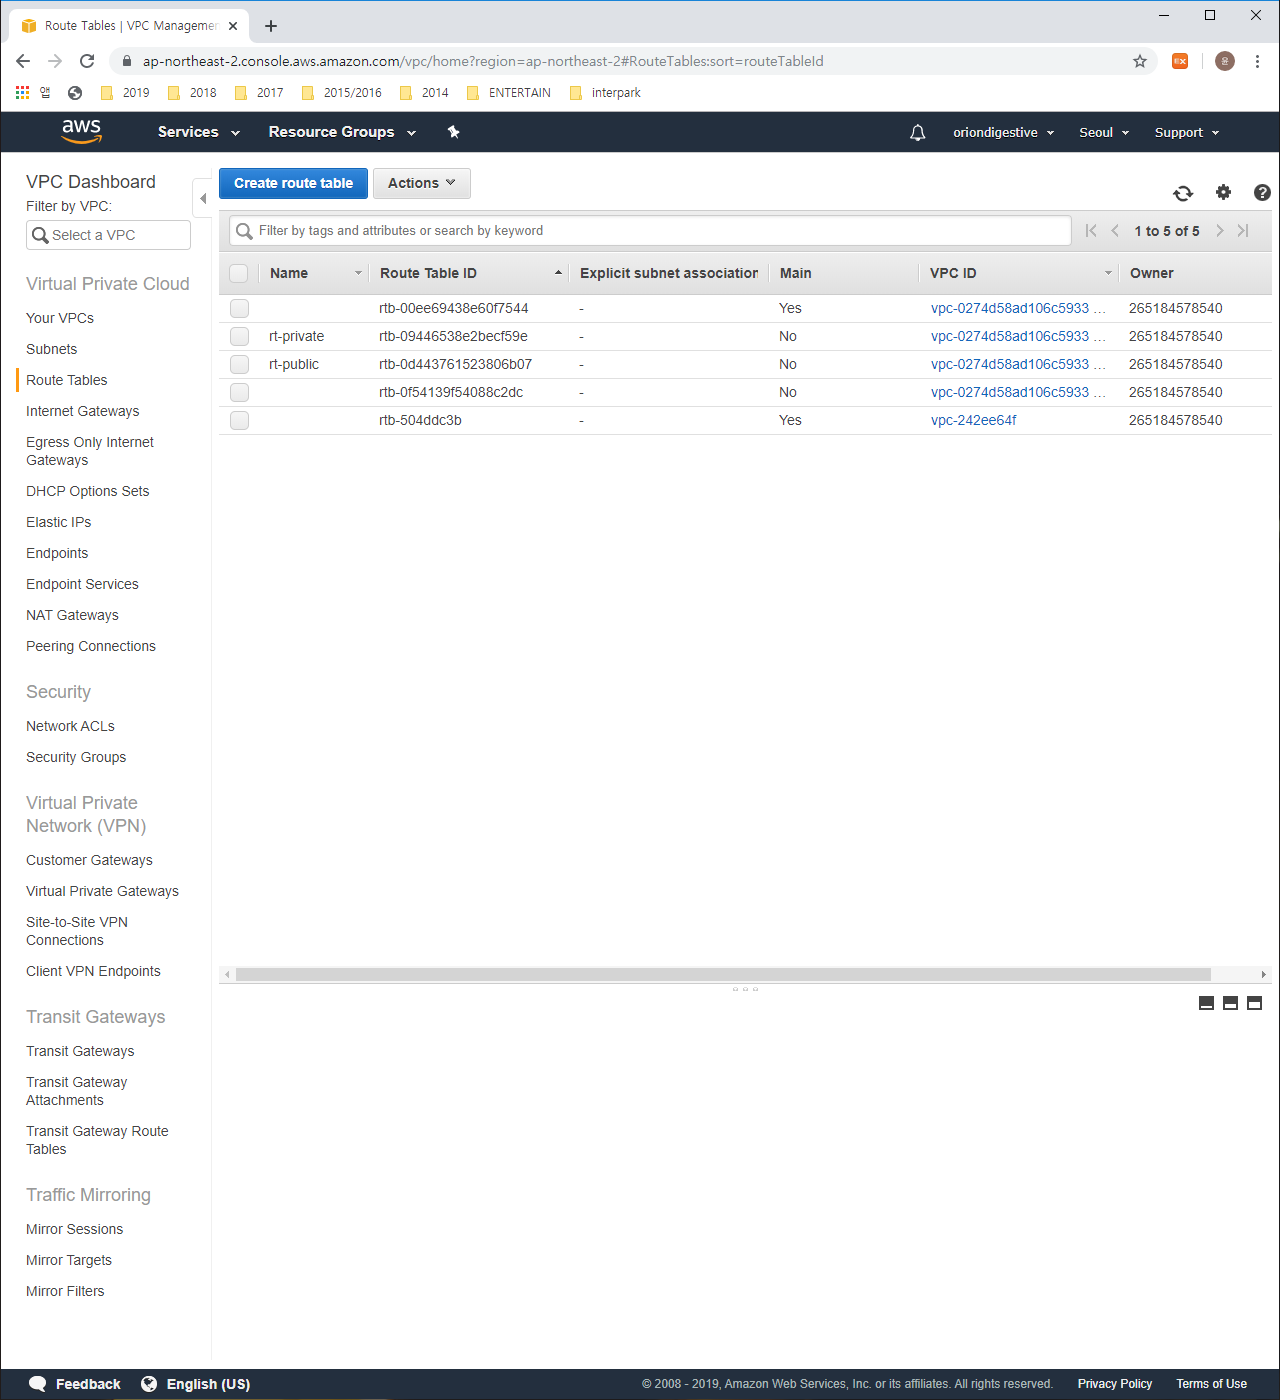 Route Tables | VPC Managemen
ap-northeast-2.console.aws.amazon.com/vpc/home?region=ap-northeast-2#RouteTables:sort=routeTableId
앱 2019 2018 2017 2015/2016 2014 ENTERTAIN interpark
aws Services Resource Groups oriondigestive Seoul Support
VPC Dashboard
Filter by VPC:
Select a VPC
Virtual Private Cloud
Your VPCs
Subnets
Route Tables
Internet Gateways
Egress Only Internet
Gateways
DHCP Options Sets
Elastic IPs
Endpoints
Endpoint Services
NAT Gateways
Peering Connections
Security
Network ACLs
Security Groups
Virtual Private
Network (VPN)
Customer Gateways
Virtual Private Gateways
Site-to-Site VPN
Connections
Client VPN Endpoints
Transit Gateways
Transit Gateways
Transit Gateway
Attachments
Transit Gateway Route
Tables
Traffic Mirroring
Mirror Sessions
Mirror Targets
Mirror Filters
Create route table Actions
Filter by tags and attributes or search by keyword 1 to 5 of 5
Name Route Table ID Explicit subnet association Main VPC ID Owner
rtb-00ee69438e60f7544 - Yes vpc-0274d58ad106c5933 ... 265184578540
rt-private rtb-09446538e2becf59e - No vpc-0274d58ad106c5933 ... 265184578540
rt-public rtb-0d443761523806b07 - No vpc-0274d58ad106c5933 ... 265184578540
rtb-0f54139f54088c2dc - No vpc-0274d58ad106c5933 ... 265184578540
rtb-504ddc3b - Yes vpc-242ee64f 265184578540
Feedback English (US) © 2008 - 2019, Amazon Web Services, Inc. or its affiliates. All rights reserved. Privacy Policy Terms of Use